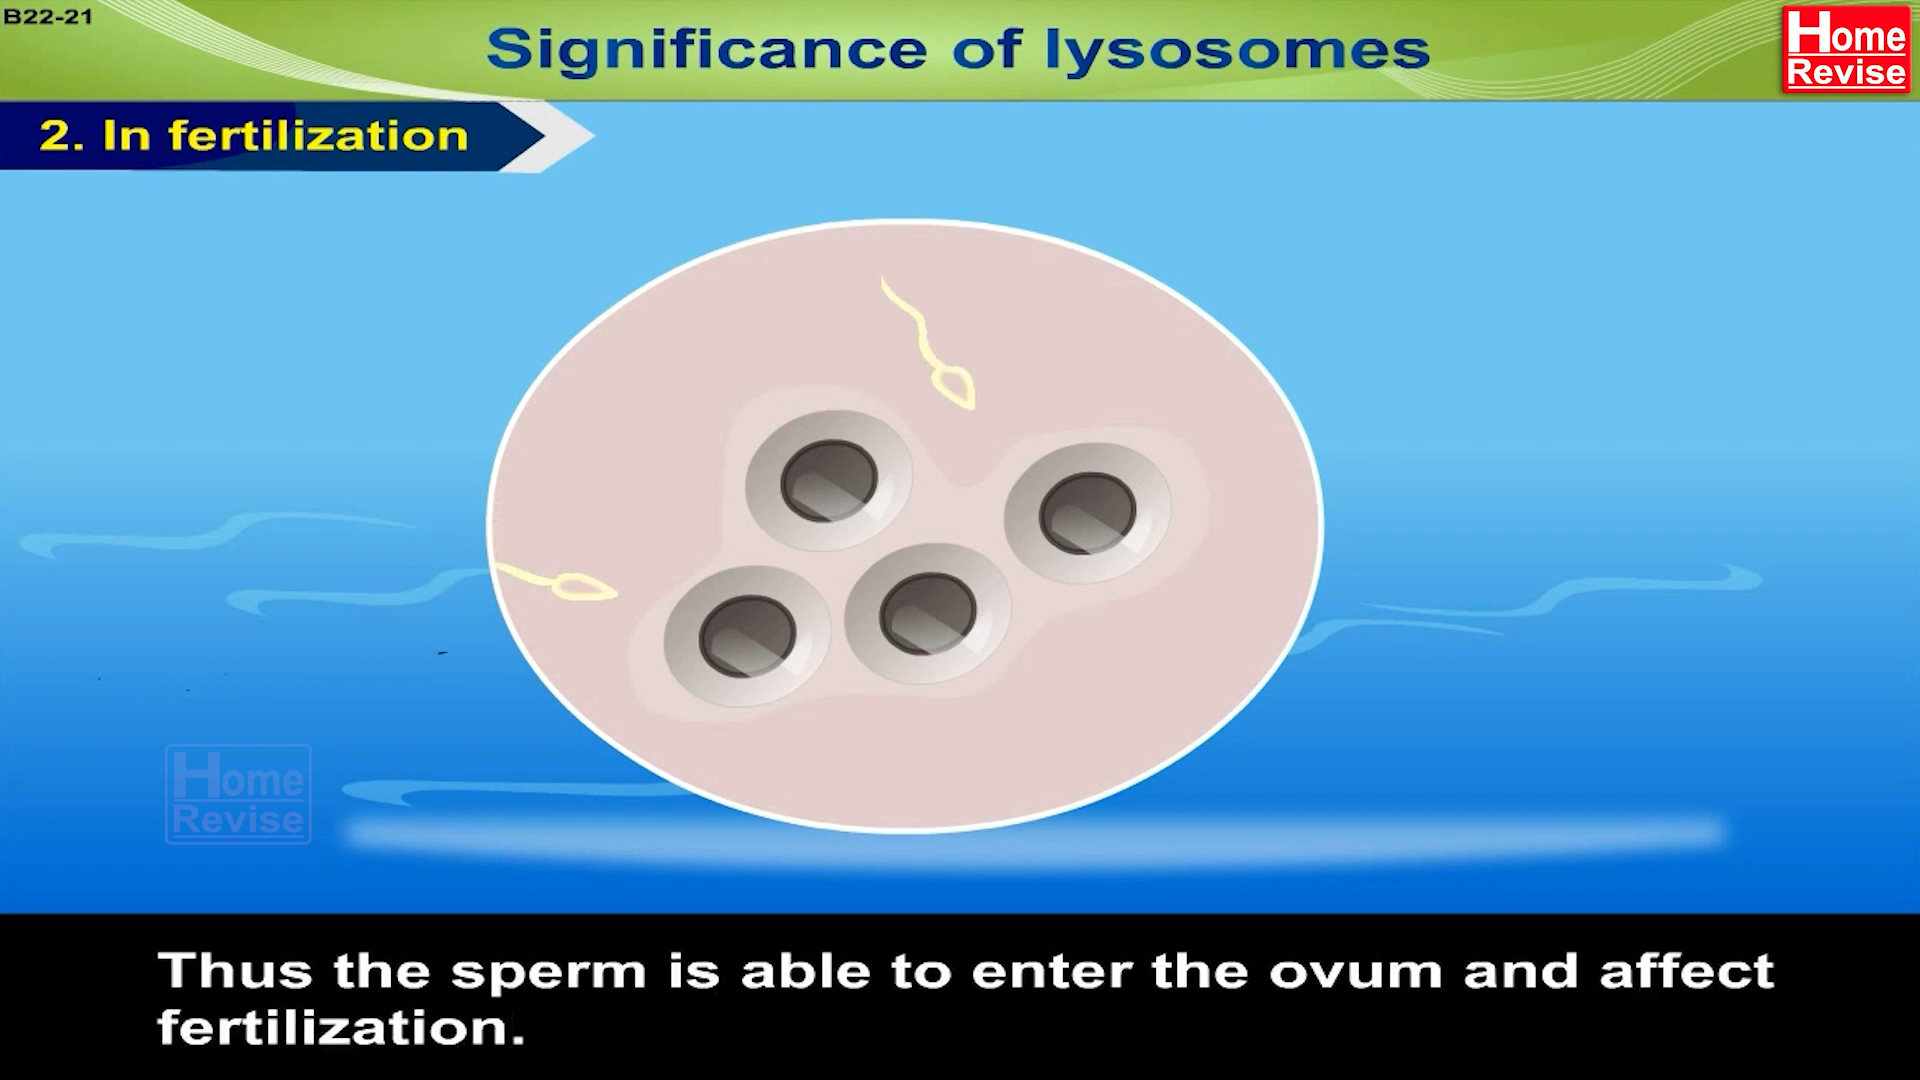 B22-21
Significance of lysosomes
Home
Revise
2. In fertilization
Home
Revise
Thus the sperm is able to enter the ovum and affect
fertilization.